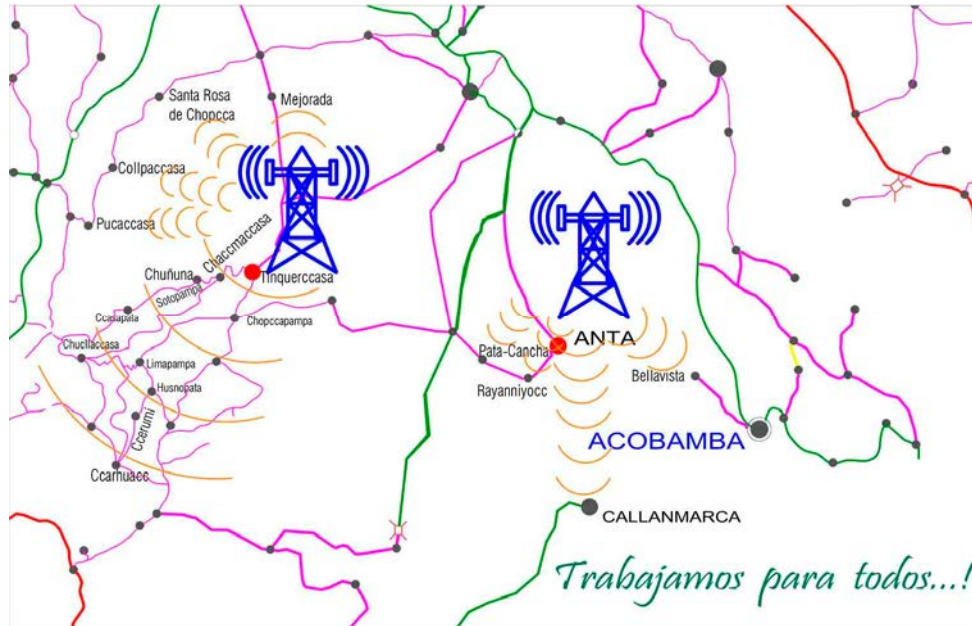 Santa Rosa
de Chopcca
Mejorada
Collpaccasa
Pucaccasa
Chaccmaccasa
Chuñuna
Tinquerccasa
Sotopampa
Ccarapata
Chopccapampa
Chucllaccasa
Limapampa
Husnopata
Ccerumi
Ccarhuacc
ANTA
Pata-Cancha
Rayanniyocc
Bellavista
ACOBAMBA
CALLANMARCA
Trabajamos para todos...!